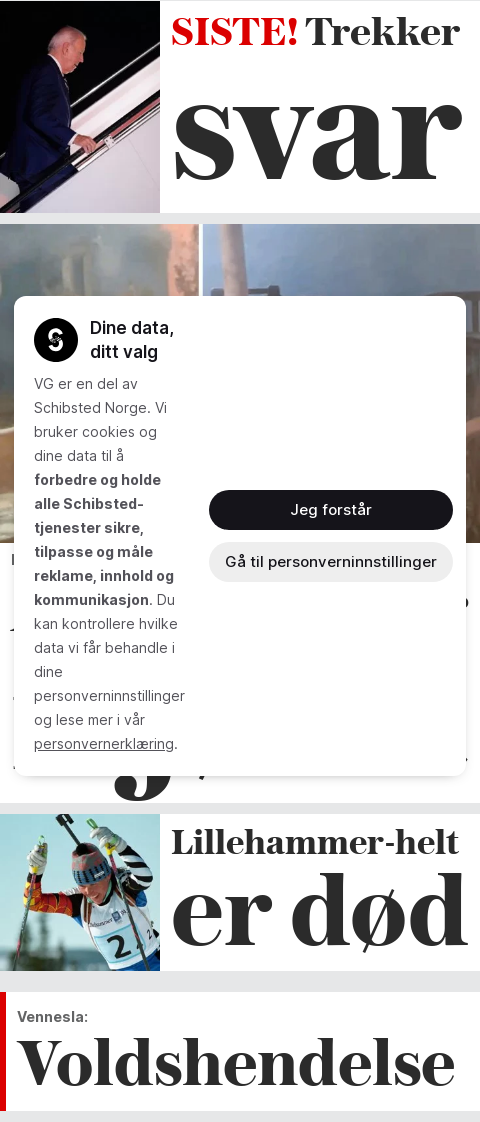 SISTE! Trekker
svar
Dine data,
ditt valg
VG er en del av
Schibsted Norge. Vi
bruker cookies og
dine data til å
forbedre og holde
alle Schibsted-
tjenester sikre,
tilpasse og måle
reklame, innhold og
kommunikasjon. Du
kan kontrollere hvilke
data vi får behandle i
dine
personverninnstillinger
og lese mer i vår
personvernerklæring.
Jeg forstår
Gå til personverninnstillinger
Lillehammer-helt
er død
2
Vennesla:
Voldshendelse